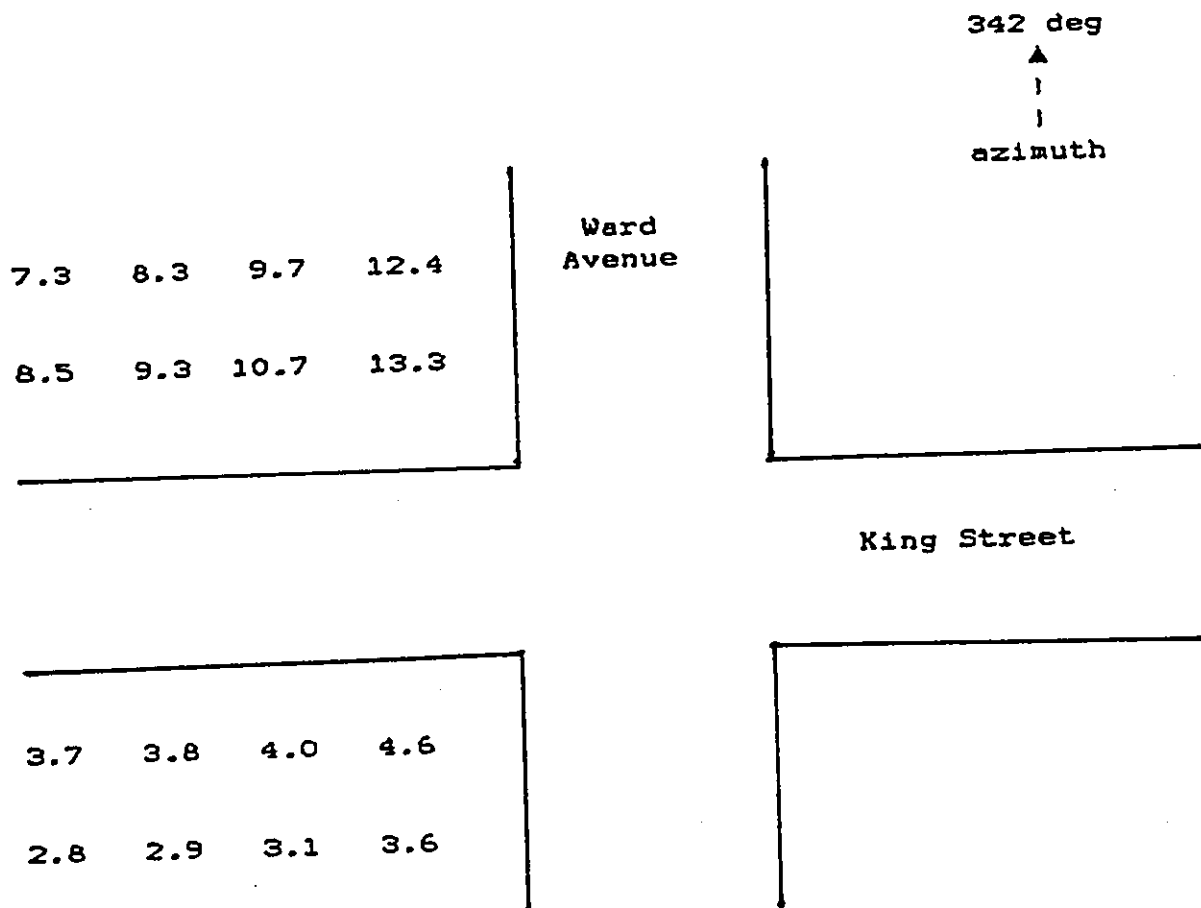 342 deg
azimuth
Ward
Avenue
7.3 8.3 9.7 12.4
8.5 9.3 10.7 13.3
King Street
3.7 3.8 4.0 4.6
2.8 2.9 3.1 3.6